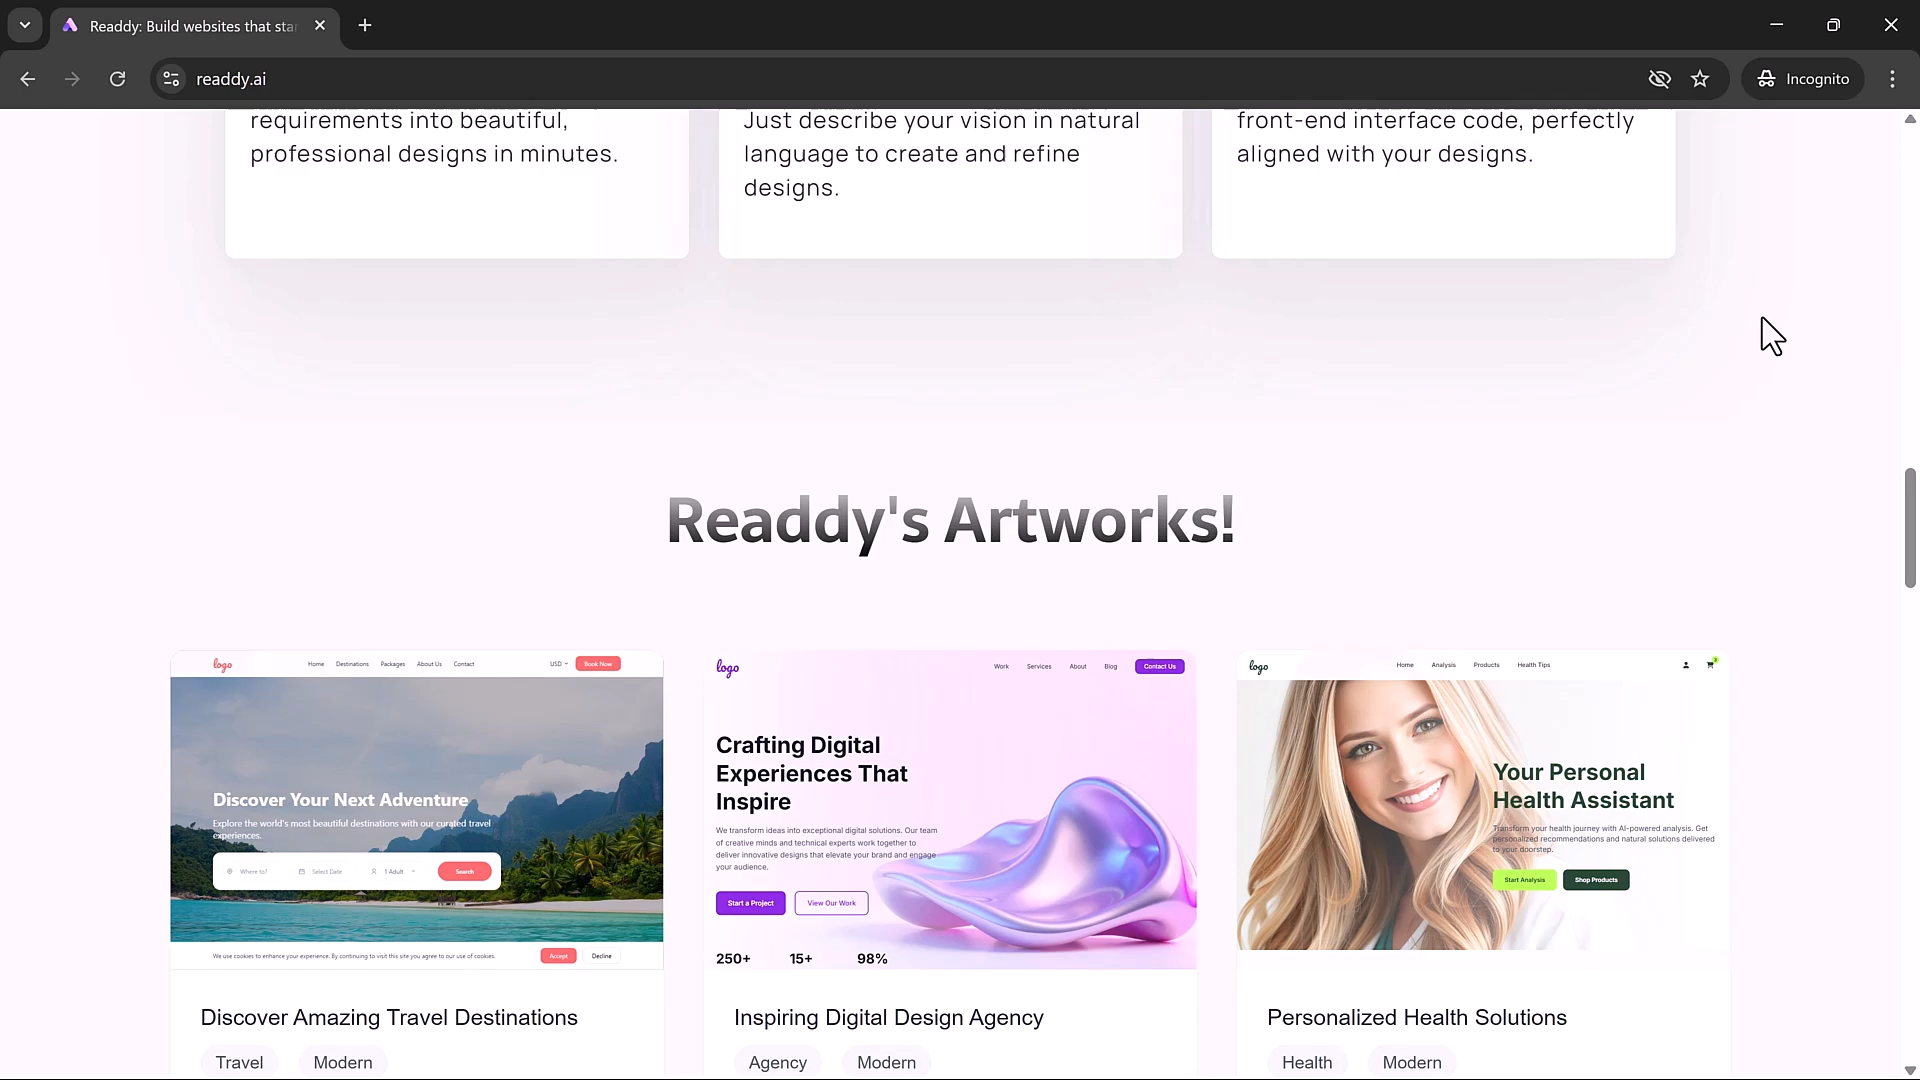 Readdy: Build websites that sta
readdy.ai
Incognito
requirements into beautiful,
professional designs in minutes.
Just describe your vision in natural
language to create and refine
designs.
front-end interface code, perfectly
aligned with your designs.
Readdy's Artworks!
logo
Home Destinations Packages About Us Contact
USD
Book Now
Discover Your Next Adventure
Explore the world's most beautiful destinations with our curated travel
experiences.
Where to?
Select Date
1 Adult
Search
We use cookies to enhance your experience. By continuing to visit this site you agree to our use of cookies.
Accept
Decline
Discover Amazing Travel Destinations
Travel
Modern
logo
Work Services About Blog
Contact Us
Crafting Digital
Experiences That
Inspire
We transform ideas into exceptional digital solutions. Our team
of creative minds and technical experts work together to
deliver innovative designs that elevate your brand and engage
your audience.
Start a Project
View Our Work
250+ 15+ 98%
Inspiring Digital Design Agency
Agency
Modern
logo
Home Analysis Products Health Tips
Your Personal
Health Assistant
Transform your health journey with AI-powered analysis. Get
personalized recommendations and natural solutions delivered
to your doorstep.
Start Analysis
Shop Products
Personalized Health Solutions
Health
Modern